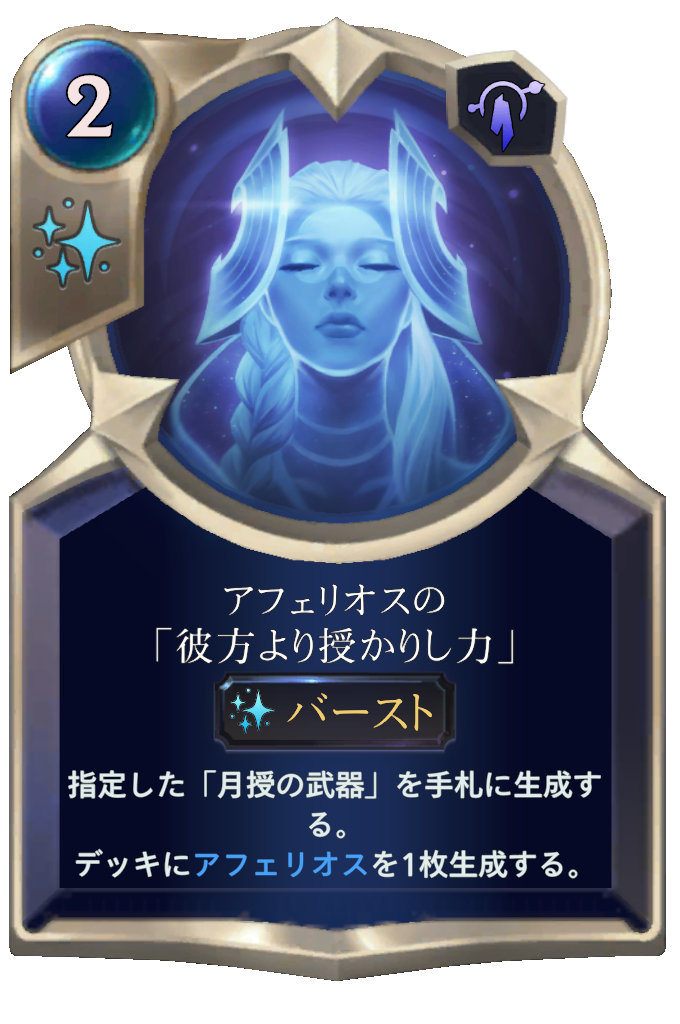 2
アフェリオスの
「彼方より授かりし力」
バースト
指定した「月授の武器」を手札に生成す
る。
デッキにアフェリオスを1枚生成する。